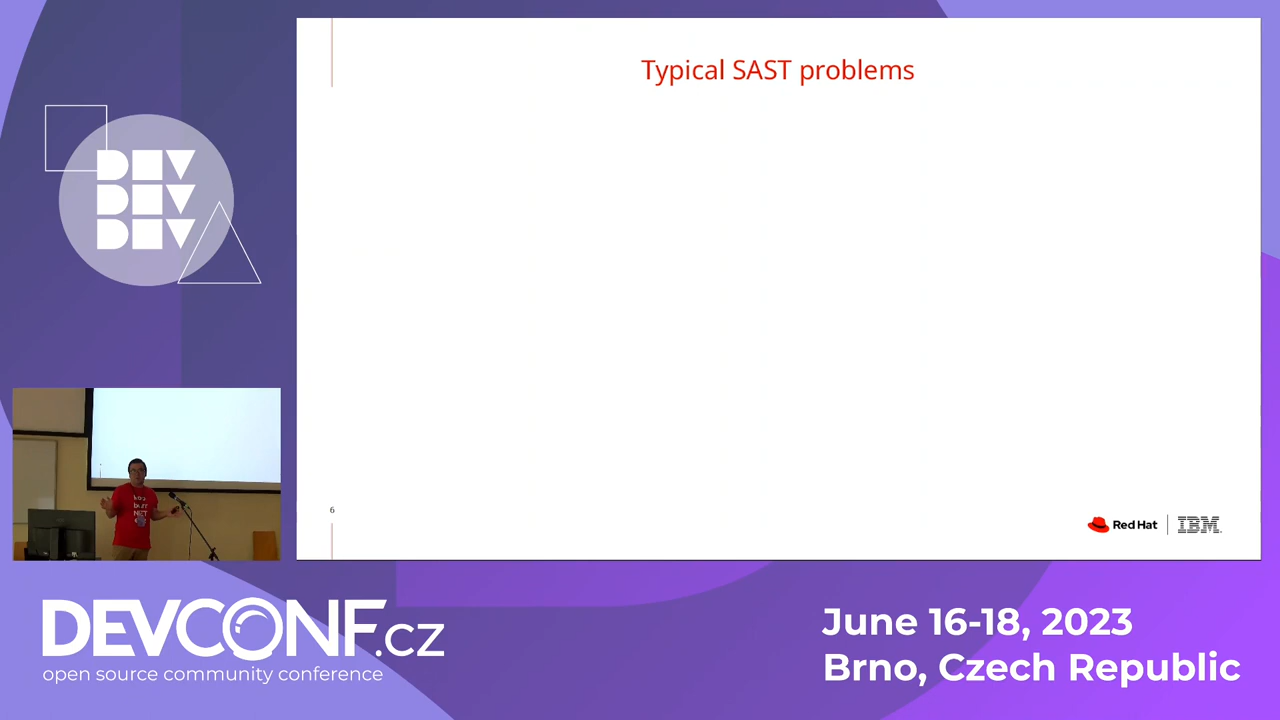 Typical SAST problems
6
Red Hat
IBM
DEV
DEV
DEV
DEVCONF.cz
open source community conference
June 16-18, 2023
Brno, Czech Republic